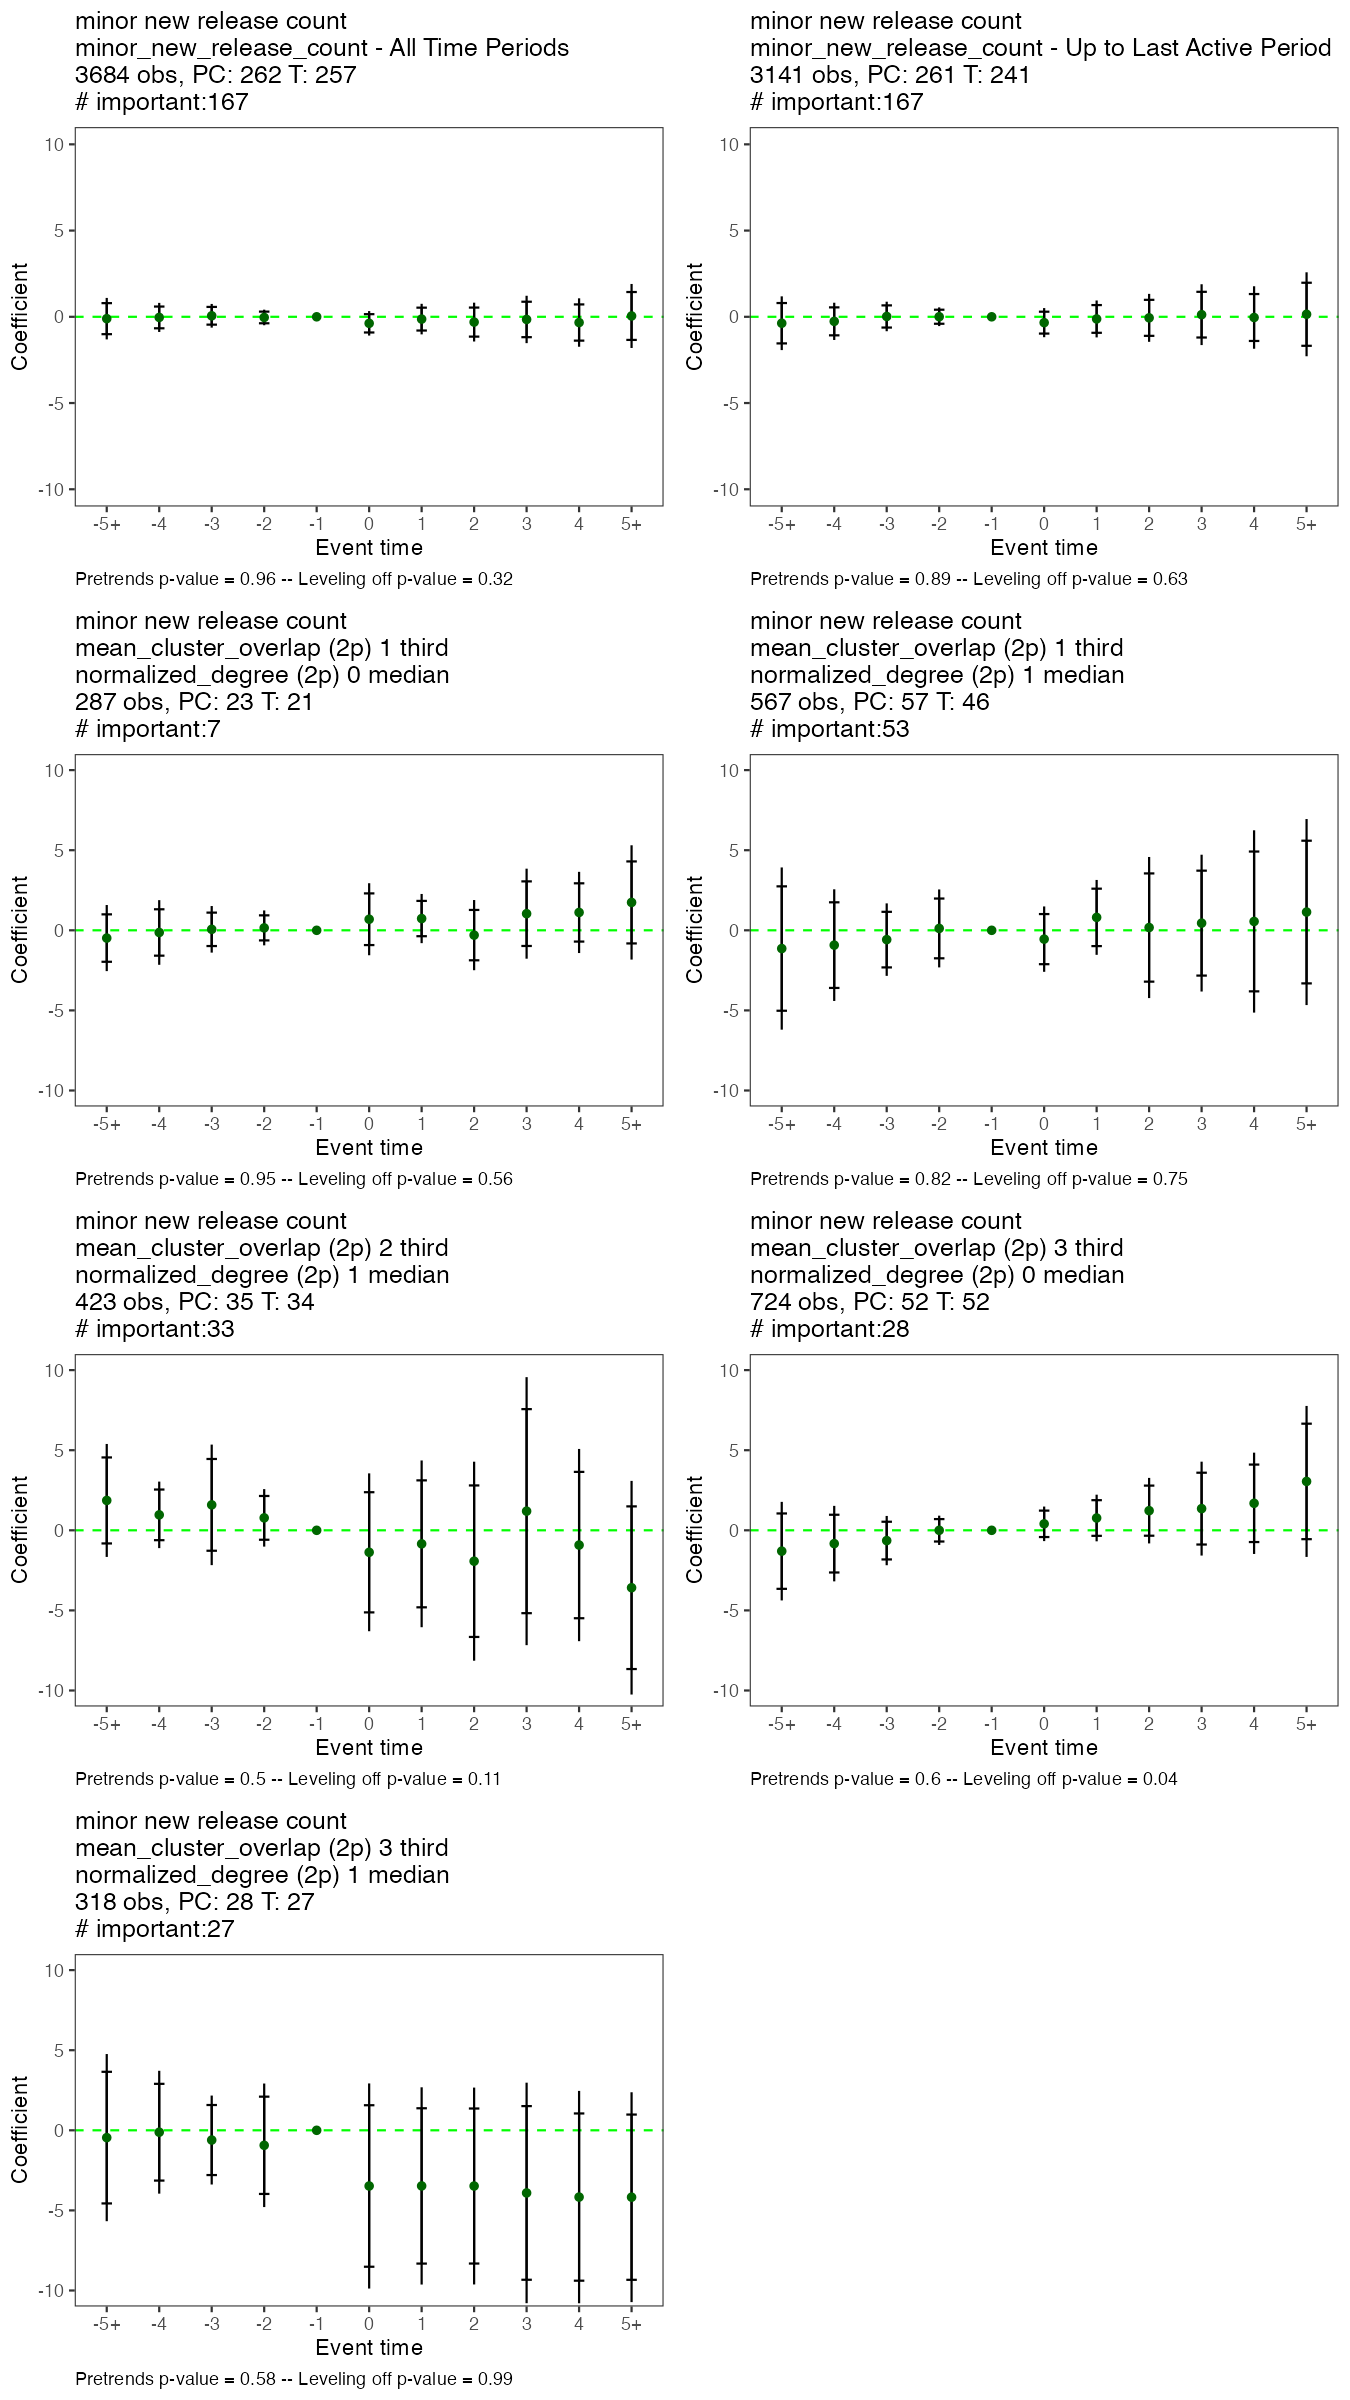 minor new release count
minor_new_release_count - All Time Periods
3684 obs, PC: 262 T: 257
# important:167
10
5
0
-5
-10
Coefficient
-5+ -4 -3 -2 -1 0 1 2 3 4 5+
Event time
Pretrends p-value = 0.96 -- Leveling off p-value = 0.32
minor new release count
minor_new_release_count - Up to Last Active Period
3141 obs, PC: 261 T: 241
# important:167
10
5
0
-5
-10
Coefficient
-5+ -4 -3 -2 -1 0 1 2 3 4 5+
Event time
Pretrends p-value = 0.89 -- Leveling off p-value = 0.63
minor new release count
mean_cluster_overlap (2p) 1 third
normalized_degree (2p) 0 median
287 obs, PC: 23 T: 21
# important:7
10
5
0
-5
-10
Coefficient
-5+ -4 -3 -2 -1 0 1 2 3 4 5+
Event time
Pretrends p-value = 0.95 -- Leveling off p-value = 0.56
minor new release count
mean_cluster_overlap (2p) 1 third
normalized_degree (2p) 1 median
567 obs, PC: 57 T: 46
# important:53
10
5
0
-5
-10
Coefficient
-5+ -4 -3 -2 -1 0 1 2 3 4 5+
Event time
Pretrends p-value = 0.82 -- Leveling off p-value = 0.75
minor new release count
mean_cluster_overlap (2p) 2 third
normalized_degree (2p) 1 median
423 obs, PC: 35 T: 34
# important:33
10
5
0
-5
-10
Coefficient
-5+ -4 -3 -2 -1 0 1 2 3 4 5+
Event time
Pretrends p-value = 0.5 -- Leveling off p-value = 0.11
minor new release count
mean_cluster_overlap (2p) 3 third
normalized_degree (2p) 0 median
724 obs, PC: 52 T: 52
# important:28
10
5
0
-5
-10
Coefficient
-5+ -4 -3 -2 -1 0 1 2 3 4 5+
Event time
Pretrends p-value = 0.6 -- Leveling off p-value = 0.04
minor new release count
mean_cluster_overlap (2p) 3 third
normalized_degree (2p) 1 median
318 obs, PC: 28 T: 27
# important:27
10
5
0
-5
-10
Coefficient
-5+ -4 -3 -2 -1 0 1 2 3 4 5+
Event time
Pretrends p-value = 0.58 -- Leveling off p-value = 0.99